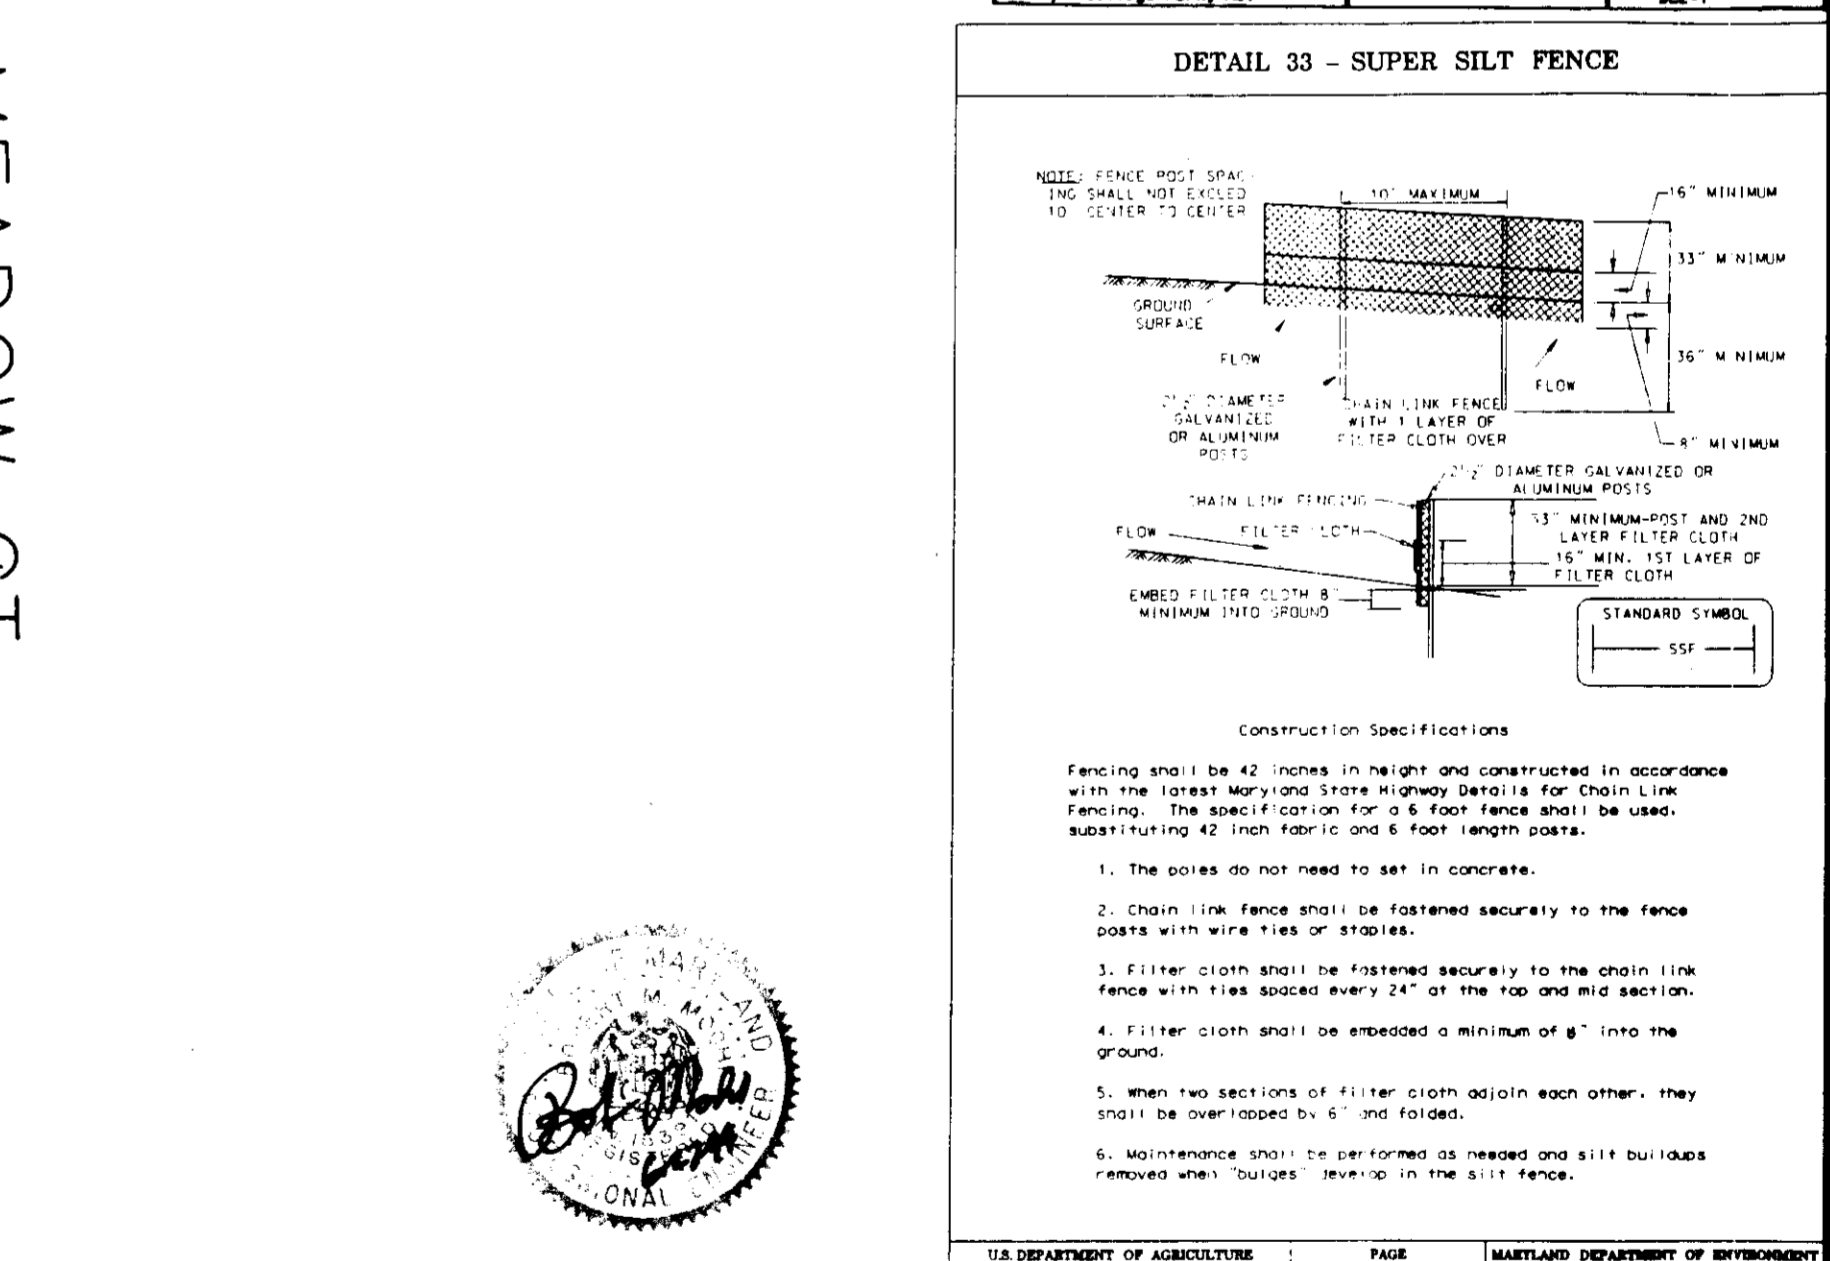 MEADOW CT
DETAIL 33 - SUPER SILT FENCE
NOTE: FENCE POST SPAC-
ING SHALL NOT EXCEED
10' CENTER TO CENTER
10' MAXIMUM
16" MINIMUM
33" MINIMUM
GROUND
SURFACE
FLOW
36" MINIMUM
FLOW
2½" DIAMETER
GALVANIZED
OR ALUMINUM
POSTS
CHAIN LINK FENCE
WITH 1 LAYER OF
FILTER CLOTH OVER
8" MINIMUM
2½" DIAMETER GALVANIZED OR
ALUMINUM POSTS
CHAIN LINK FENCING
FLOW
FILTER CLOTH
33" MINIMUM-POST AND 2ND
LAYER FILTER CLOTH
16" MIN. 1ST LAYER OF
FILTER CLOTH
EMBED FILTER CLOTH 8"
MINIMUM INTO GROUND
STANDARD SYMBOL
SSF
Construction Specifications
Fencing shall be 42 inches in height and constructed in accordance
with the latest Maryland State Highway Details for Chain Link
Fencing. The specification for a 6 foot fence shall be used,
substituting 42 inch fabric and 6 foot length posts.
1. The poles do not need to set in concrete.
2. Chain link fence shall be fastened securely to the fence
posts with wire ties or staples.
3. Filter cloth shall be fastened securely to the chain link
fence with ties spaced every 24" at the top and mid section.
4. Filter cloth shall be embedded a minimum of 8" into the
ground.
5. When two sections of filter cloth adjoin each other, they
shall be overlapped by 6" and folded.
6. Maintenance shall be performed as needed and silt buildups
removed when "bulges" develop in the silt fence.
U.S. DEPARTMENT OF AGRICULTURE
PAGE
MARYLAND DEPARTMENT OF ENVIRONMENT
MARYLAND
ENGINEER